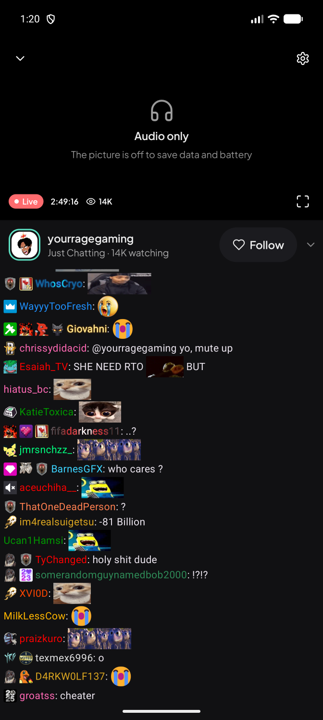 1:20
Audio only
The picture is off to save data and battery
Live 2:49:16 14K
yourragegaming
Just Chatting · 14K watching
Follow
WhosCryo:
WayyyTooFresh:
Giovahni:
chrissydidacid: @yourragegaming yo, mute up
Esaiah_TV: SHE NEED RTO BUT
hiatus_bc:
KatieToxica:
fifadarkness11: ..?
jmrsnchzz_:
BarnesGFX: who cares ?
aceuchiha__:
ThatOneDeadPerson: ?
im4realsuigetsu: -81 Billion
Ucan1Hamsi:
TyChanged: holy shit dude
somerandomguynamedbob2000: !?!?
XVI0D:
MilkLessCow:
praizkuro:
texmex6996: o
D4RKW0LF137:
groatss: cheater